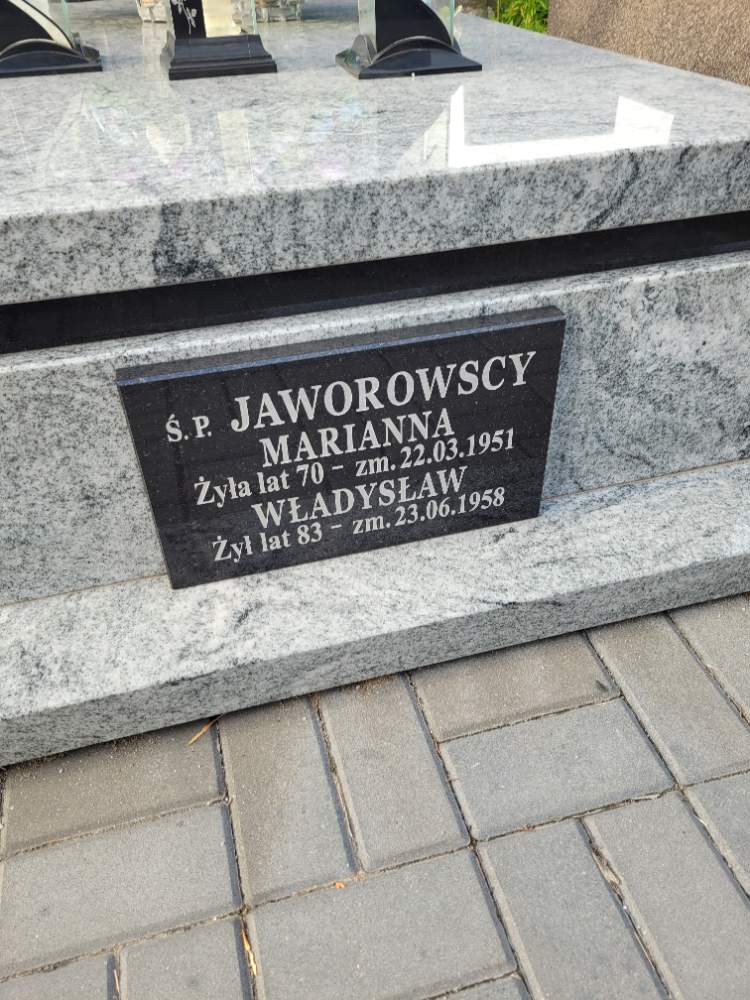 Ś. P. JAWOROWSCY
MARIANNA
Żyła lat 70 - zm. 22.03.1951
WŁADYSŁAW
Żył lat 83 - zm. 23.06.1958